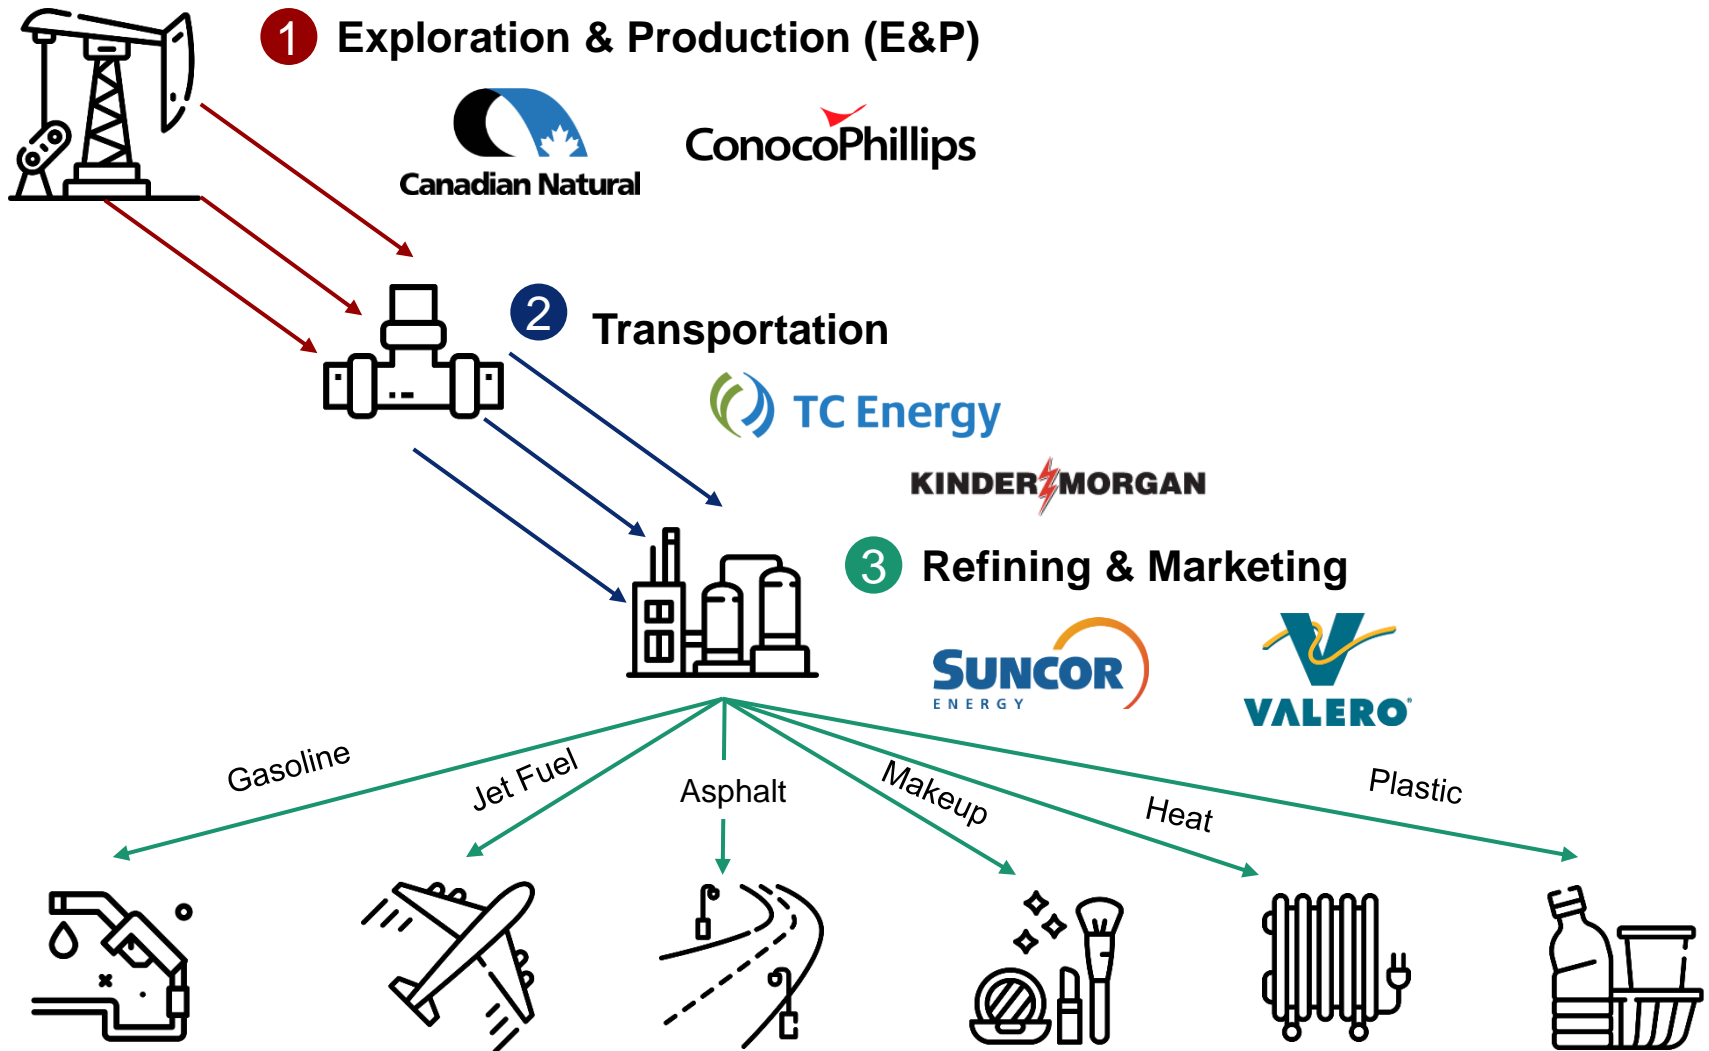 1 Exploration & Production (E&P)
Canadian Natural
ConocoPhillips
2 Transportation
TC Energy
KINDER MORGAN
3 Refining & Marketing
SUNCOR
ENERGY
VALERO
Gasoline
Jet Fuel
Asphalt
Makeup
Heat
Plastic